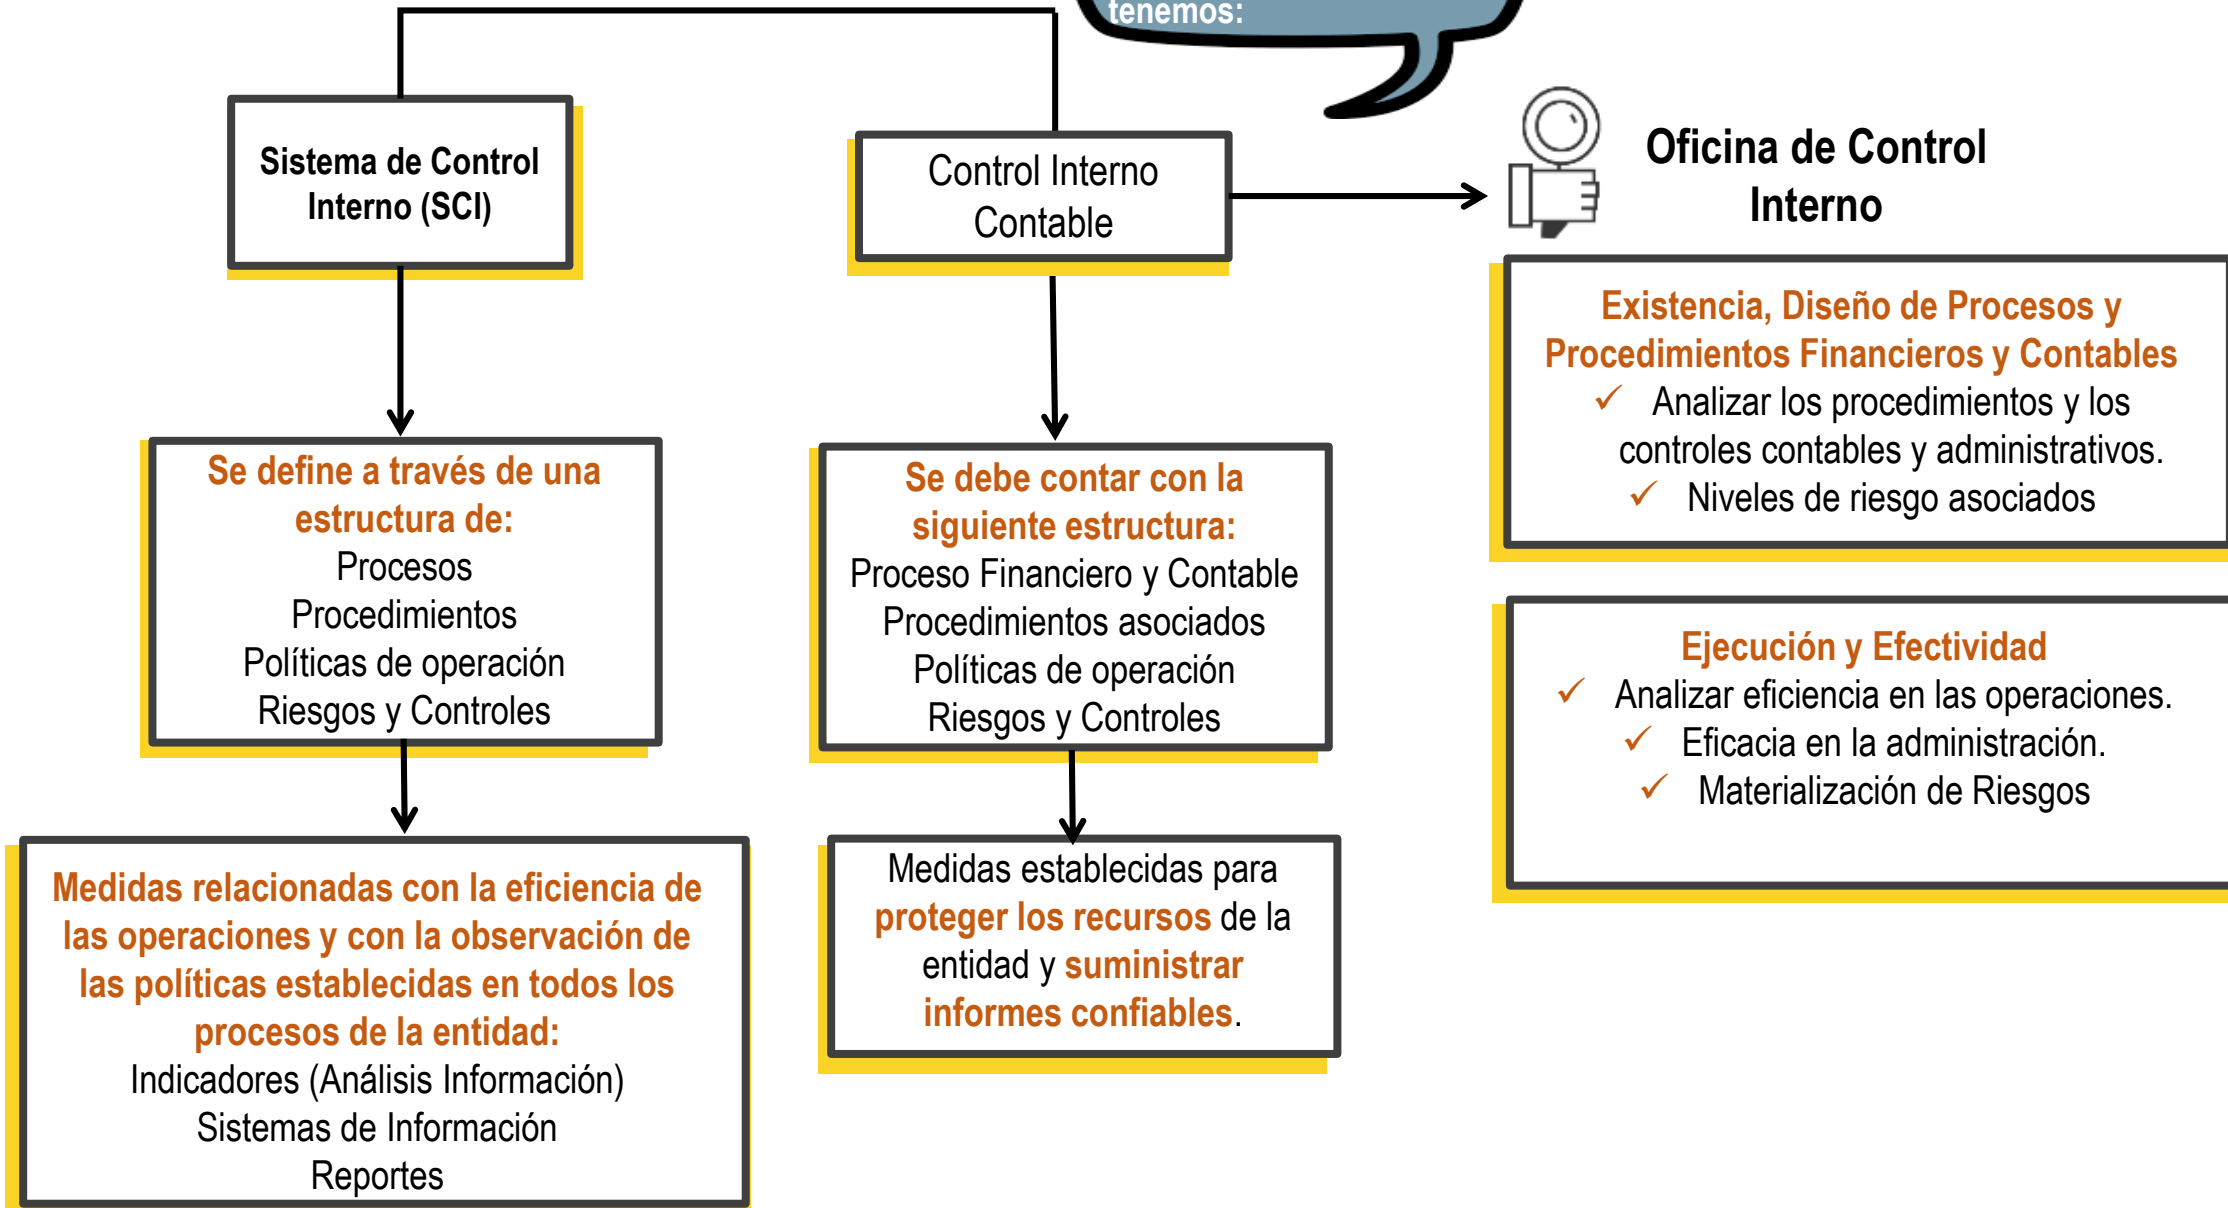 tenemos:
Sistema de Control
Interno (SCI)
Control Interno
Contable
Oficina de Control
Interno
Se define a través de una
estructura de:
Procesos
Procedimientos
Políticas de operación
Riesgos y Controles
Se debe contar con la
siguiente estructura:
Proceso Financiero y Contable
Procedimientos asociados
Políticas de operación
Riesgos y Controles
Existencia, Diseño de Procesos y
Procedimientos Financieros y Contables
✓ Analizar los procedimientos y los
controles contables y administrativos.
✓ Niveles de riesgo asociados
Ejecución y Efectividad
✓ Analizar eficiencia en las operaciones.
✓ Eficacia en la administración.
✓ Materialización de Riesgos
Medidas relacionadas con la eficiencia de
las operaciones y con la observación de
las políticas establecidas en todos los
procesos de la entidad:
Indicadores (Análisis Información)
Sistemas de Información
Reportes
Medidas establecidas para
proteger los recursos de la
entidad y suministrar
informes confiables.